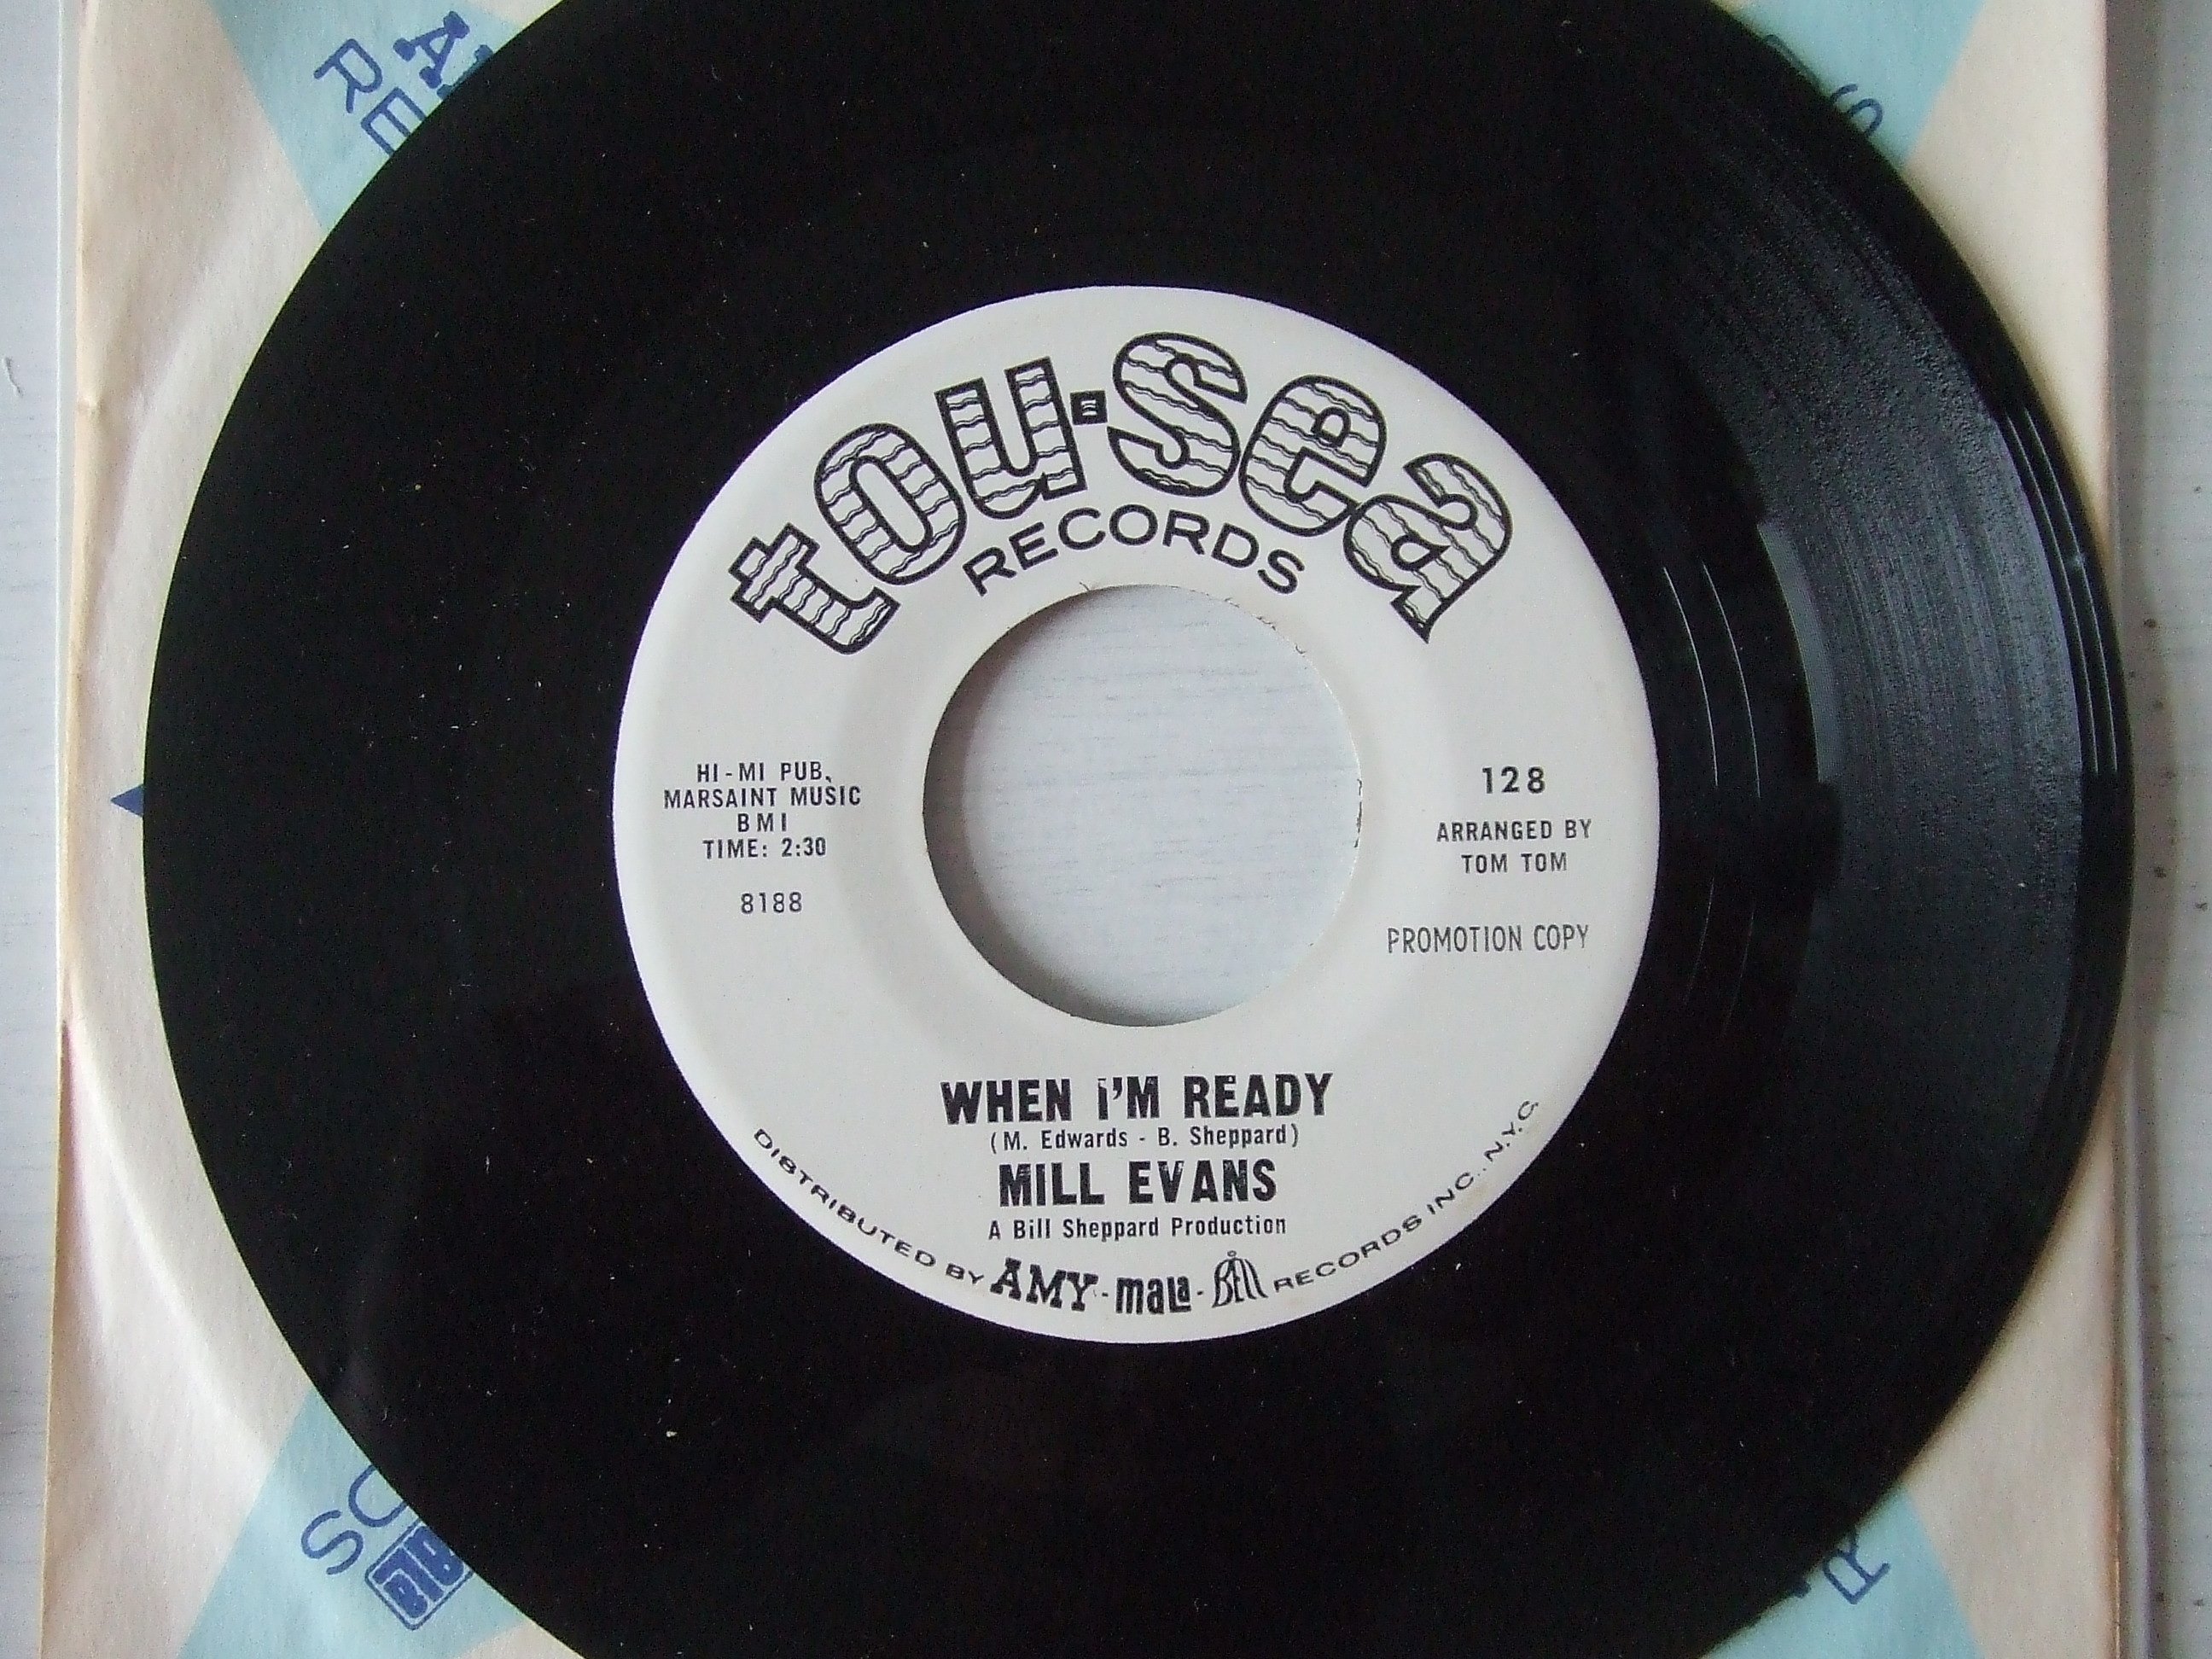 tou-sea
RECORDS
HI-MI PUB.
MARSAINT MUSIC
BMI
TIME: 2:30
8188
128
ARRANGED BY
TOM TOM
PROMOTION COPY
WHEN I'M READY
(M. Edwards - B. Sheppard)
MILL EVANS
A Bill Sheppard Production
DISTRIBUTED BY AMY - mala - BELL RECORDS INC., N.Y.C.